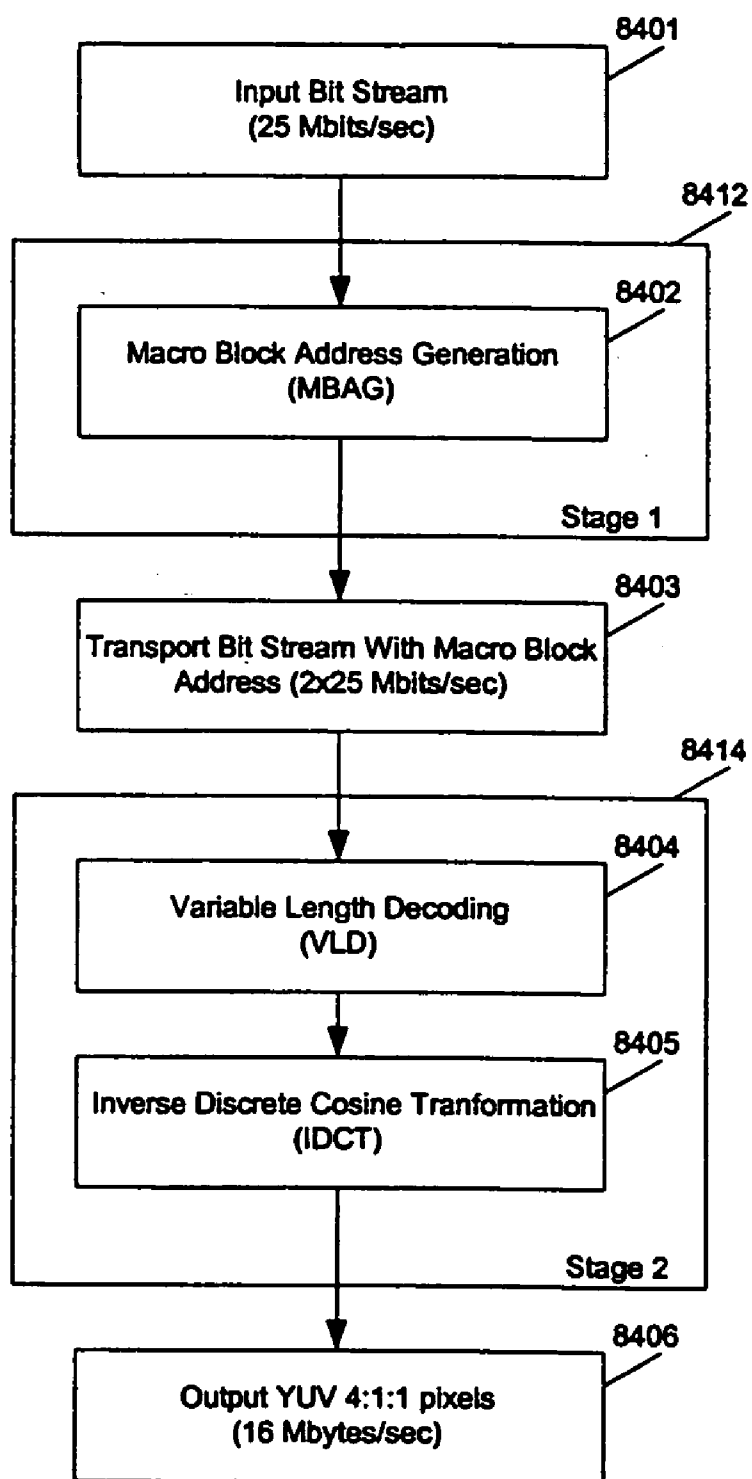 8401
Input Bit Stream
(25 Mbits/sec)
8412
8402
Macro Block Address Generation
(MBAG)
Stage 1
8403
Transport Bit Stream With Macro Block
Address (2x25 Mbits/sec)
8414
8404
Variable Length Decoding
(VLD)
8405
Inverse Discrete Cosine Tranformation
(IDCT)
Stage 2
8406
Output YUV 4:1:1 pixels
(16 Mbytes/sec)